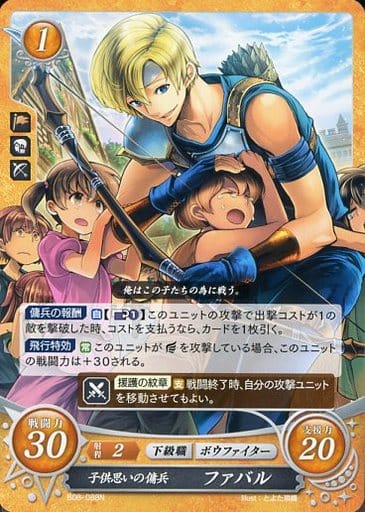 1
俺はこの子たちの為に戦う。
傭兵の報酬 自 【1】このユニットの攻撃で出撃コストが1の
敵を撃破した時、コストを支払うなら、カードを1枚引く。
飛行特効 常 このユニットが を攻撃している場合、このユニット
の戦闘力は+30される。
援護の紋章 支 戦闘終了時、自分の攻撃ユニット
を移動させてもよい。
戦闘力
30
射程 2 下級職 ボウファイター
支援力
20
子供思いの傭兵 ファバル
B06-088N
Illust:とよた瑣織